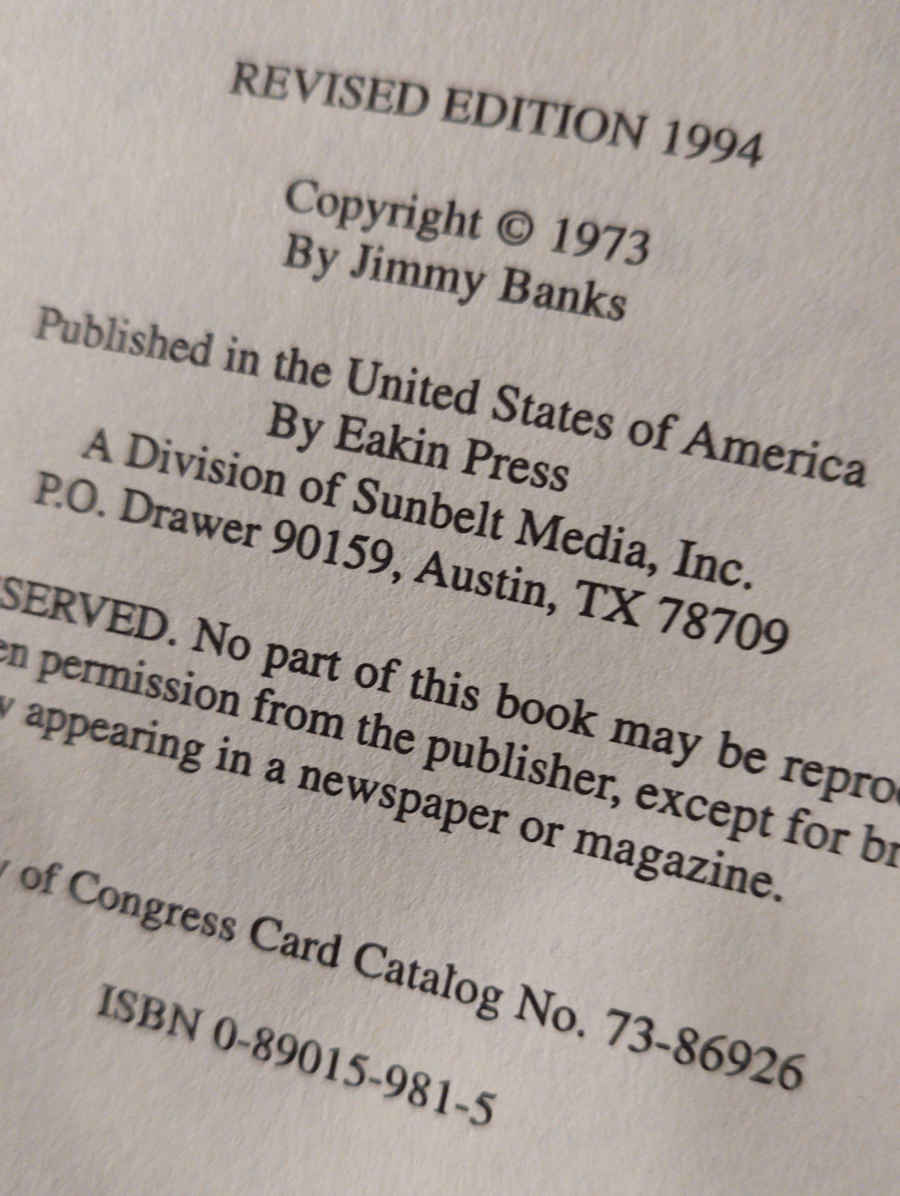 REVISED EDITION 1994
Copyright © 1973
By Jimmy Banks
Published in the United States of America
By Eakin Press
A Division of Sunbelt Media, Inc.
P.O. Drawer 90159, Austin, TX 78709
SERVED. No part of this book may be
permission from the publisher, except for
appearing in a newspaper or magazine.
of Congress Card Catalog No. 73-86926
ISBN 0-89015-981-5